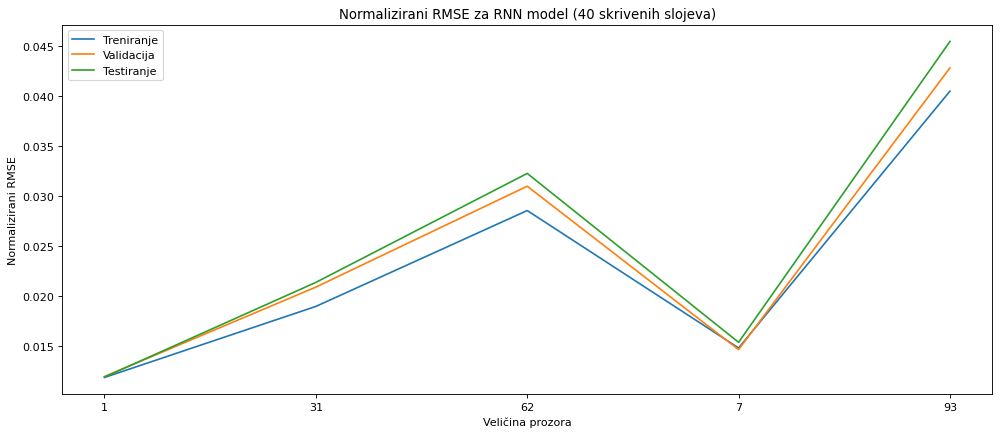 Normalizirani RMSE za RNN model (40 skrivenih slojeva)
Treniranje
Validacija
Testiranje
0.045
0.040
0.035
0.030
0.025
0.020
0.015
Normalizirani RMSE
1 31 62 7 93
Veličina prozora